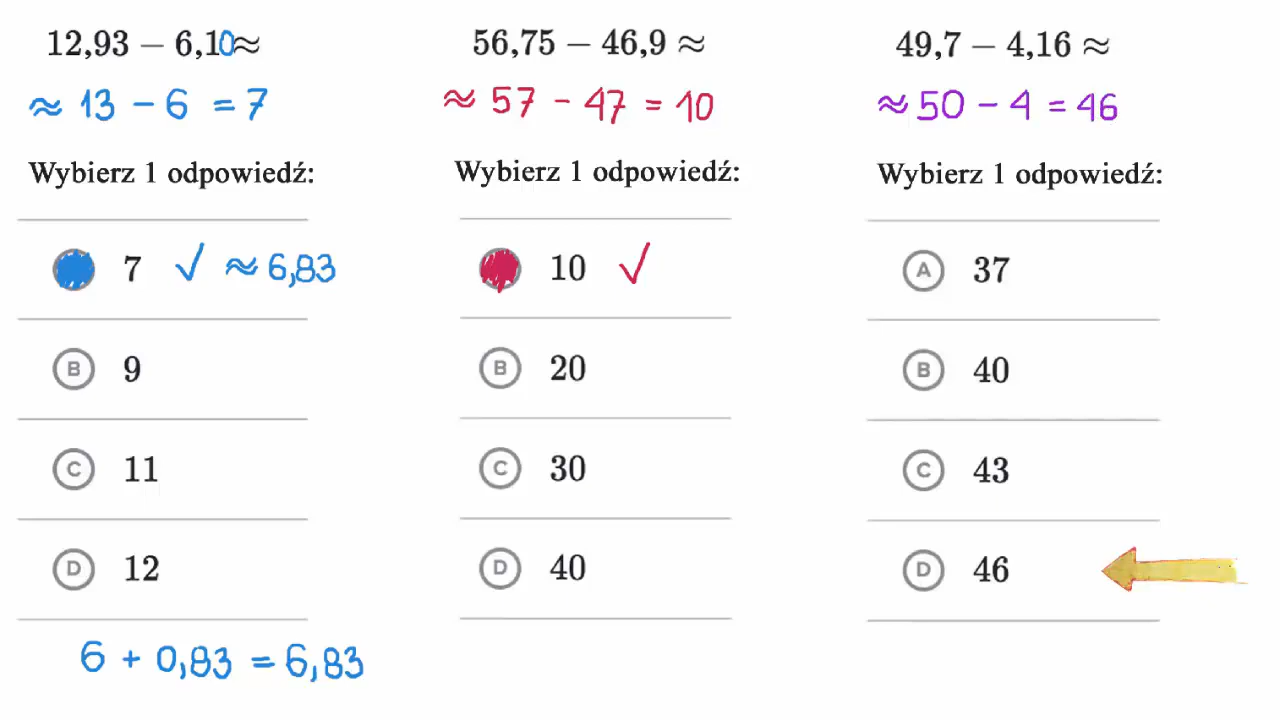 12,93 − 6,10≈
≈ 13 − 6 = 7
Wybierz 1 odpowiedź:
7 √ ≈ 6,83
B 9
C 11
D 12
6 + 0,83 = 6,83
56,75 − 46,9 ≈
≈ 57 - 47 = 10
Wybierz 1 odpowiedź:
10 √
B 20
C 30
D 40
49,7 − 4,16 ≈
≈ 50 - 4 = 46
Wybierz 1 odpowiedź:
A 37
B 40
C 43
D 46